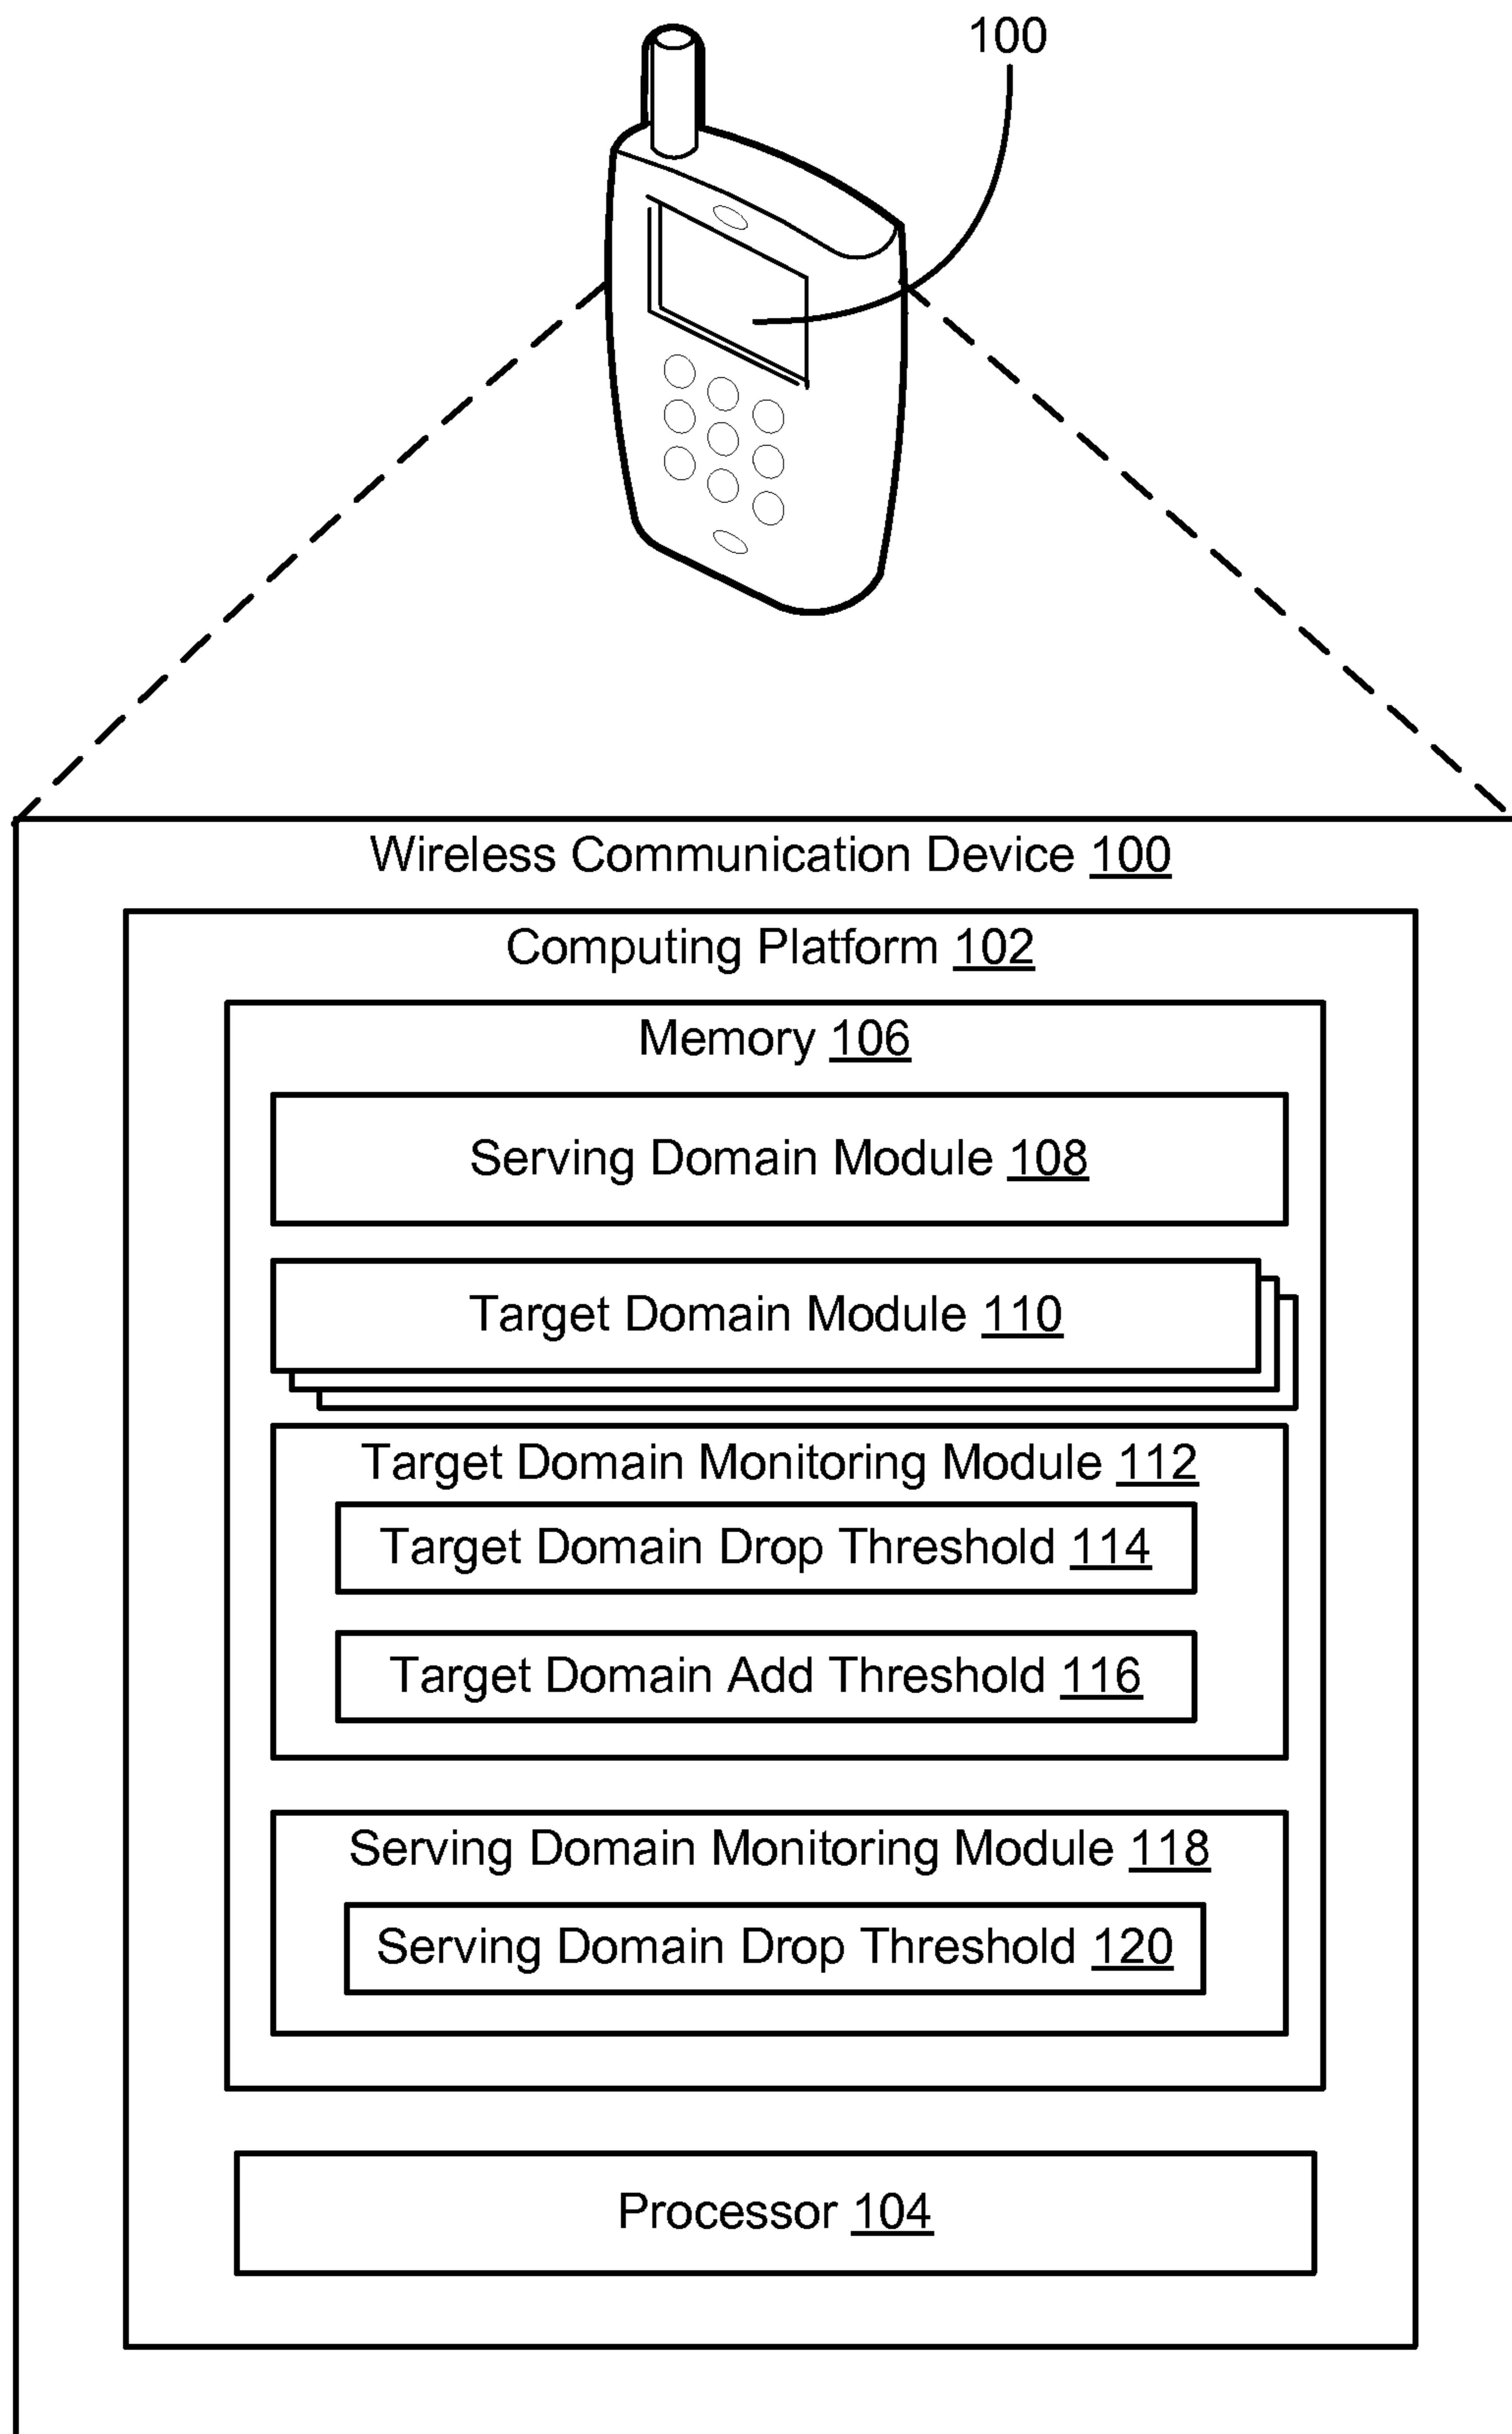 100
Wireless Communication Device 100
Computing Platform 102
Memory 106
Serving Domain Module 108
Target Domain Module 110
Target Domain Monitoring Module 112
Target Domain Drop Threshold 114
Target Domain Add Threshold 116
Serving Domain Monitoring Module 118
Serving Domain Drop Threshold 120
Processor 104